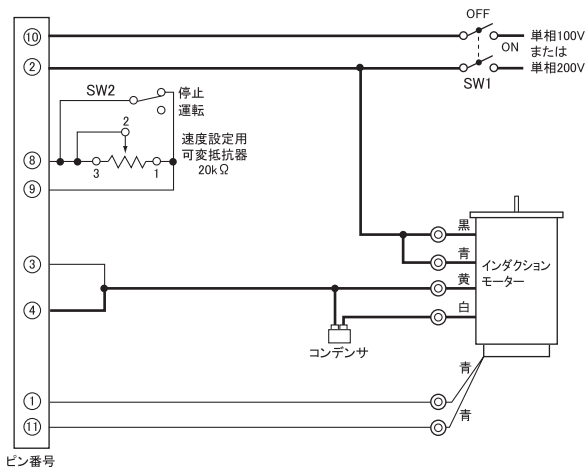 OFF
⑩
単相100V
ON
または
②
単相200V
SW1
SW2
停止
運転
2
速度設定用
可変抵抗器
20kΩ
⑧
3
1
⑨
黒
青
③
インダクション
モーター
黄
④
白
コンデンサ
青
①
青
⑪
ピン番号